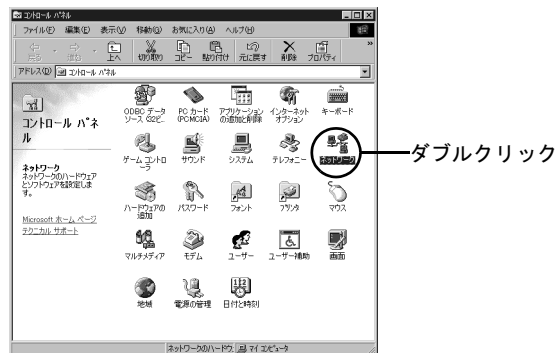 コントロール パネル
ファイル(F) 編集(E) 表示(V) 移動(G) お気に入り(A) ヘルプ(H)
戻る 進む 上へ 切り取り コピー 貼り付け 元に戻す 削除 プロパティ »
アドレス(D) コントロール パネル
コントロール パネ
ル
ネットワーク
ネットワークのハードウェア
とソフトウェアを設定しま
す。
Microsoft ホーム ページ
テクニカル サポート
ODBC データ
ソース (32ビ...
PC カード
(PCMCIA)
アプリケーション
の追加と削除
インターネット
オプション
キーボード
ゲーム コントロ
ーラ
サウンド
システム
テレフォニー
ネットワーク
ダブルクリック
ハードウェアの
追加
パスワード
フォント
プリンタ
マウス
マルチメディア
モデム
ユーザー
ユーザー補助
画面
地域
電源の管理
日付と時刻
ネットワークのハードウ: マイ コンピュータ